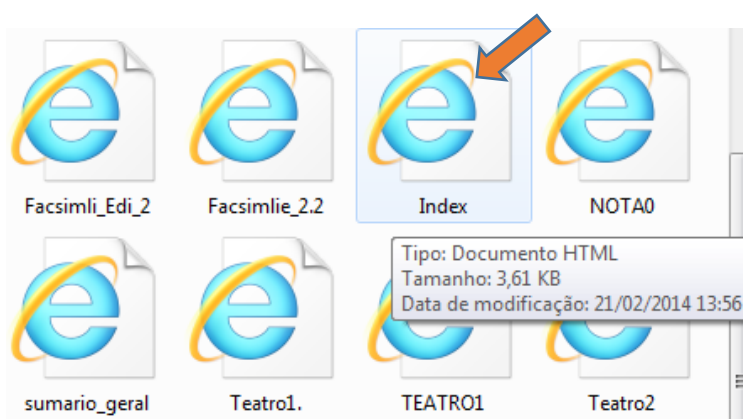 Facsimli_Edi_2 Facsimlie_2.2 Index NOTA0
Tipo: Documento HTML
Tamanho: 3,61 KB
Data de modificação: 21/02/2014 13:56
sumario_geral Teatro1. TEATRO1 Teatro2